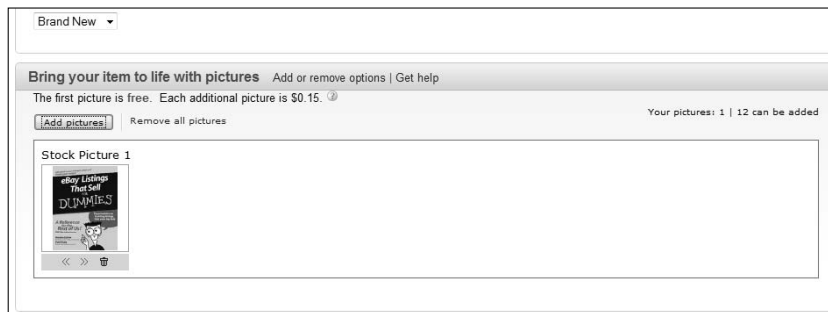 Brand New
Bring your item to life with pictures Add or remove options | Get help
The first picture is free. Each additional picture is $0.15.
Your pictures: 1 | 12 can be added
Add pictures Remove all pictures
Stock Picture 1
eBay Listings
That Sell
DUMMIES
A Reference